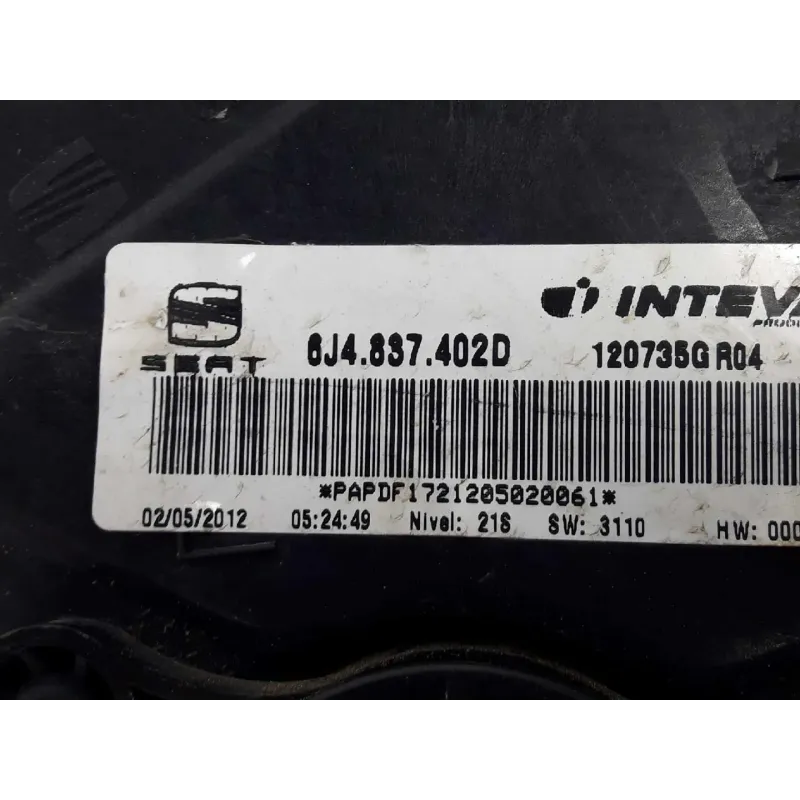 SEAT
6J4.837.402D
INTEV
PRODU
120735G R04
*PAPDF1721205020061*
02/05/2012 05:24:49 Nivel: 21S SW: 3110 HW: 000